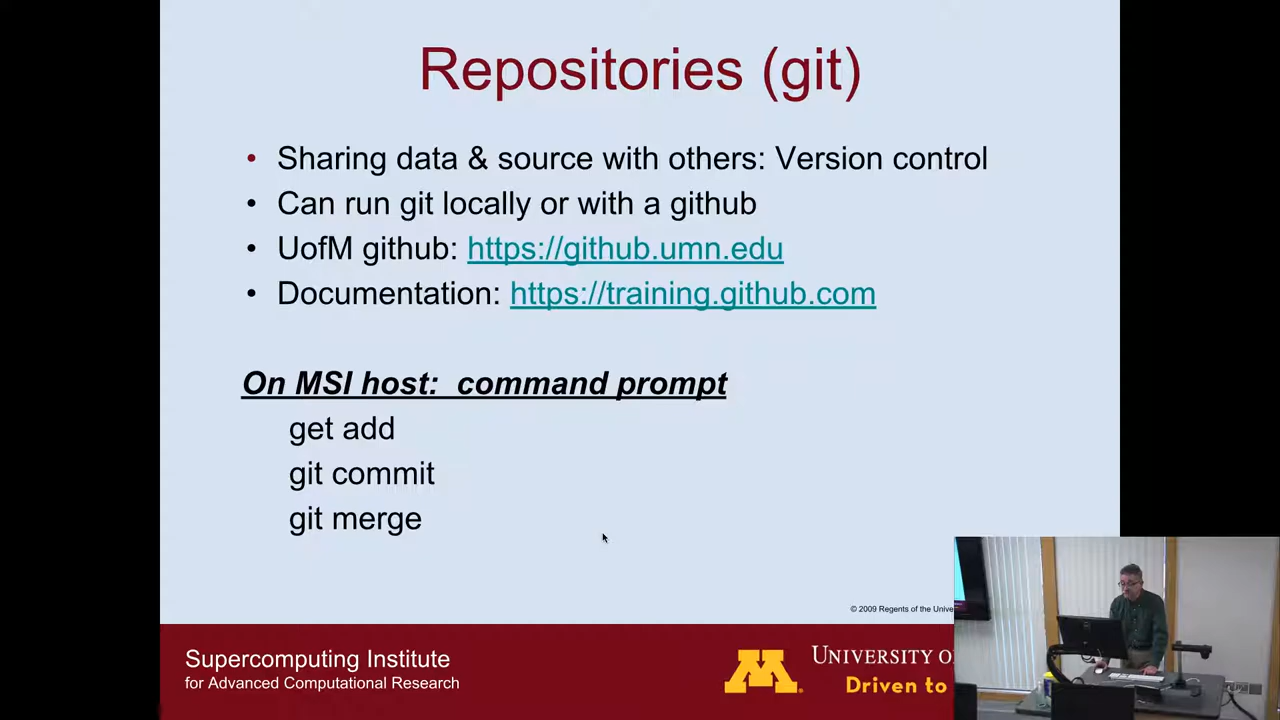 Repositories (git)
• Sharing data & source with others: Version control
• Can run git locally or with a github
• UofM github: https://github.umn.edu
• Documentation: https://training.github.com
On MSI host: command prompt
get add
git commit
git merge
© 2009 Regents of the
Supercomputing Institute
for Advanced Computational Research
UNIVERSITY OF
Driven to